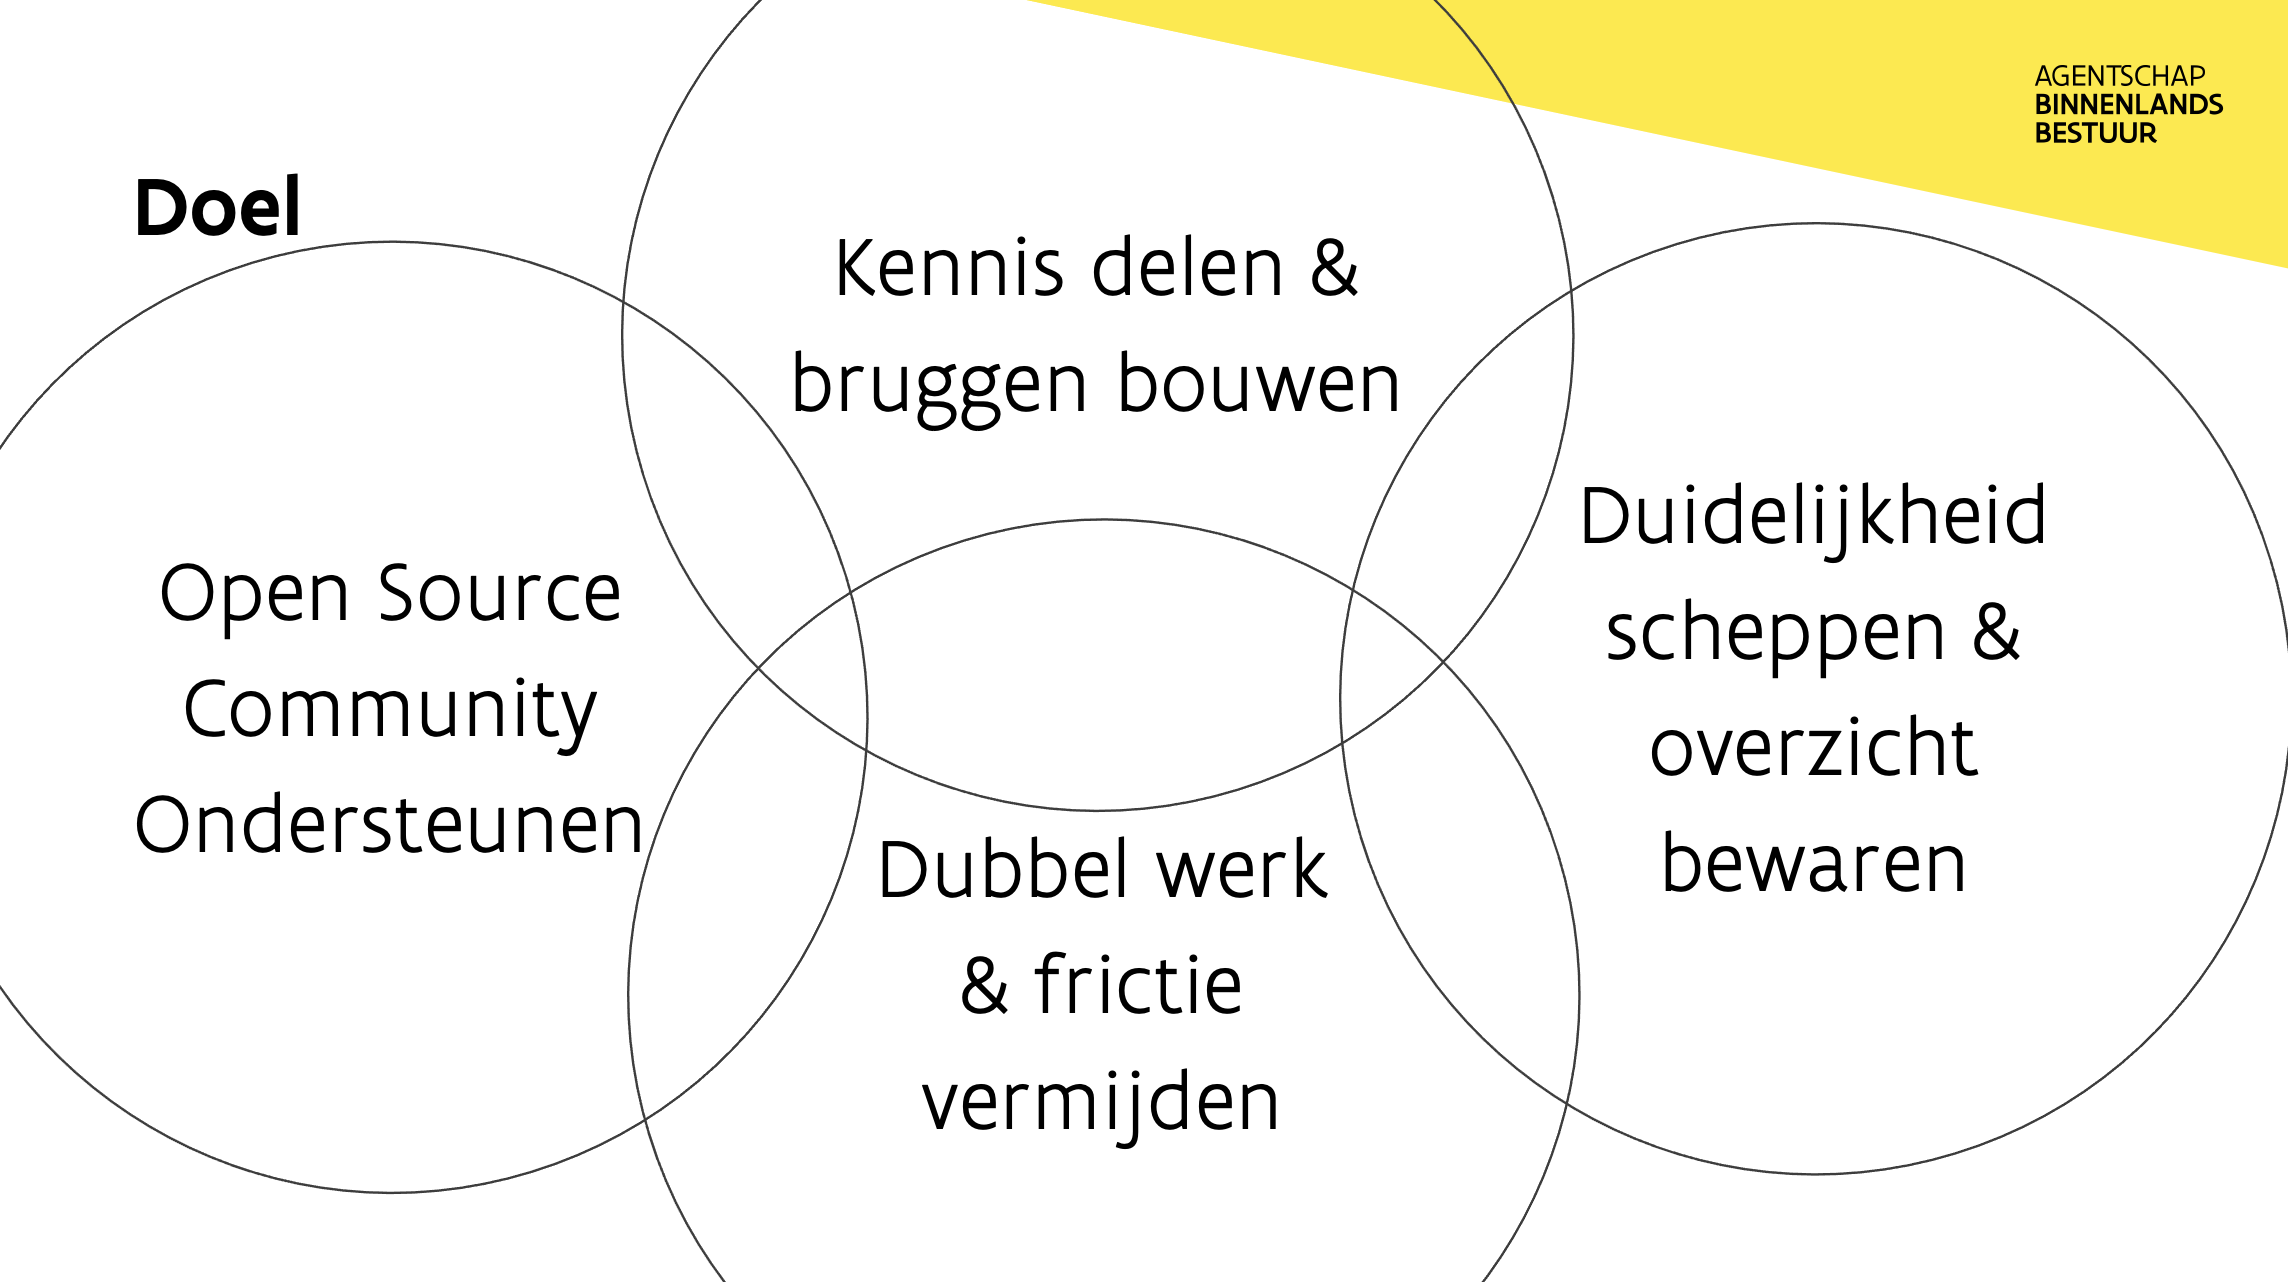 AGENTSCHAP
BINNENLANDS
BESTUUR
Doel
Kennis delen &
bruggen bouwen
Open Source
Community
Ondersteunen
Duidelijkheid
scheppen &
overzicht
bewaren
Dubbel werk
& frictie
vermijden